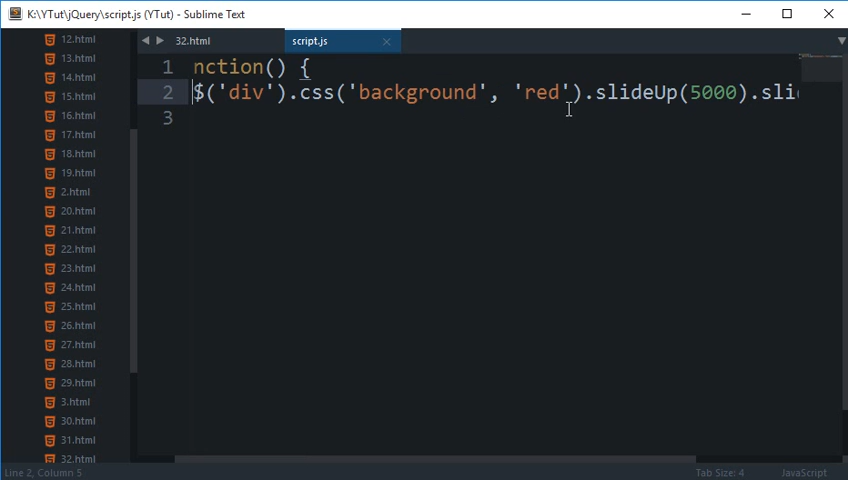 K:\YTut\jQuery\script.js (YTut) - Sublime Text
12.html
13.html
14.html
15.html
16.html
17.html
18.html
19.html
2.html
20.html
21.html
22.html
23.html
24.html
25.html
26.html
27.html
28.html
29.html
3.html
30.html
31.html
32.html
32.html
script.js
1 nction() {
2 $('div').css('background', 'red').slideUp(5000).sli
3
Line 2, Column 5
Tab Size: 4
JavaScript